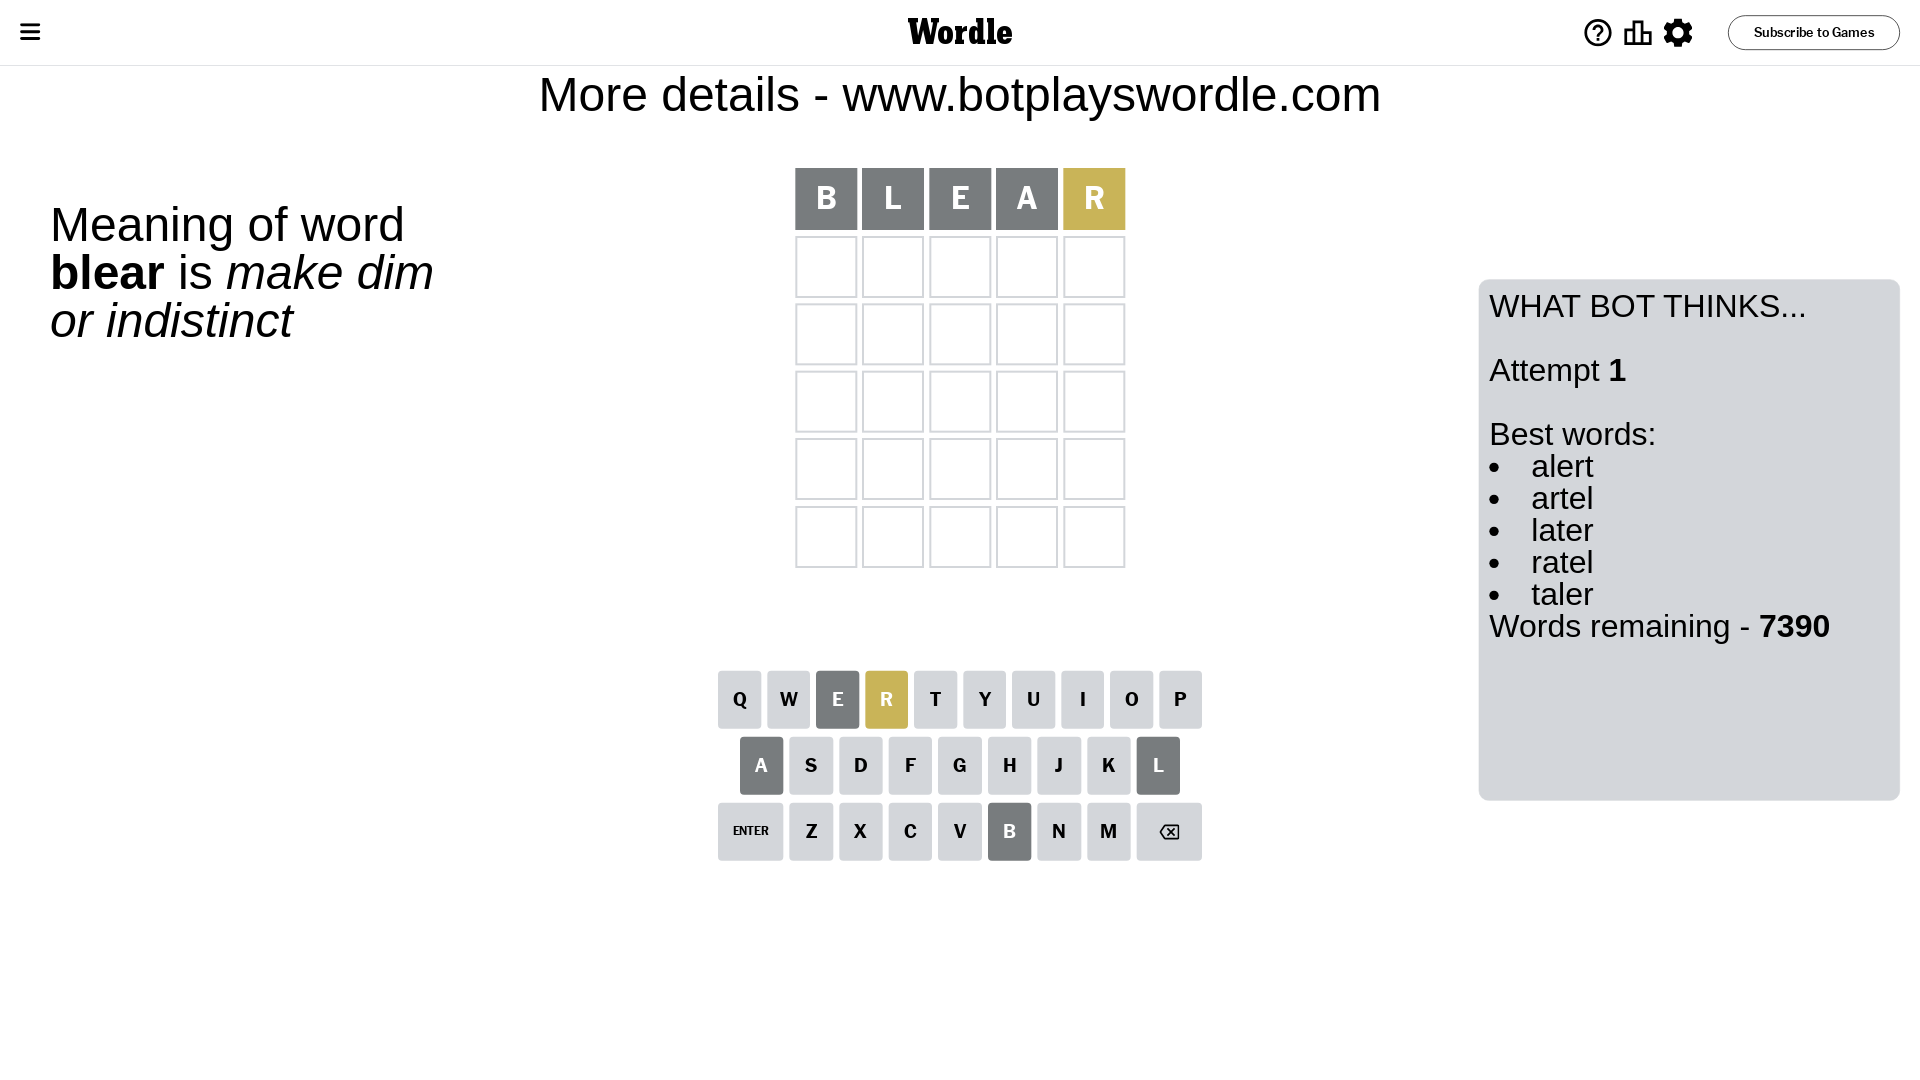 Wordle
Subscribe to Games
More details - www.botplayswordle.com
Meaning of word
blear is make dim
or indistinct
B L E A R
WHAT BOT THINKS...
Attempt 1
Best words:
• alert
• artel
• later
• ratel
• taler
Words remaining - 7390
Q W E R T Y U I O P
A S D F G H J K L
ENTER Z X C V B N M